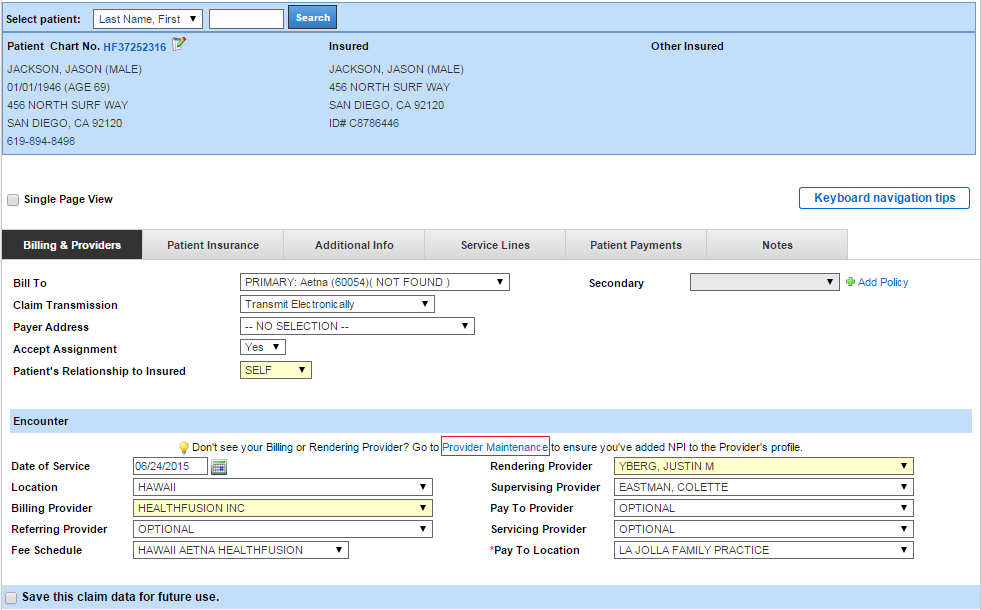 Select patient: Last Name, First Search
Patient Chart No. HF37252316 Insured Other Insured
JACKSON, JASON (MALE) JACKSON, JASON (MALE)
01/01/1946 (AGE 69) 456 NORTH SURF WAY
456 NORTH SURF WAY SAN DIEGO, CA 92120
SAN DIEGO, CA 92120 ID# C8786446
619-894-8498
Single Page View Keyboard navigation tips
Billing & Providers Patient Insurance Additional Info Service Lines Patient Payments Notes
Bill To PRIMARY: Aetna (60054)( NOT FOUND ) Secondary Add Policy
Claim Transmission Transmit Electronically
Payer Address -- NO SELECTION --
Accept Assignment Yes
Patient's Relationship to Insured SELF
Encounter
Don't see your Billing or Rendering Provider? Go to Provider Maintenance to ensure you've added NPI to the Provider's profile.
Date of Service 06/24/2015 Rendering Provider YBERG, JUSTIN M
Location HAWAII Supervising Provider EASTMAN, COLETTE
Billing Provider HEALTHFUSION INC Pay To Provider OPTIONAL
Referring Provider OPTIONAL Servicing Provider OPTIONAL
Fee Schedule HAWAII AETNA HEALTHFUSION *Pay To Location LA JOLLA FAMILY PRACTICE
Save this claim data for future use.